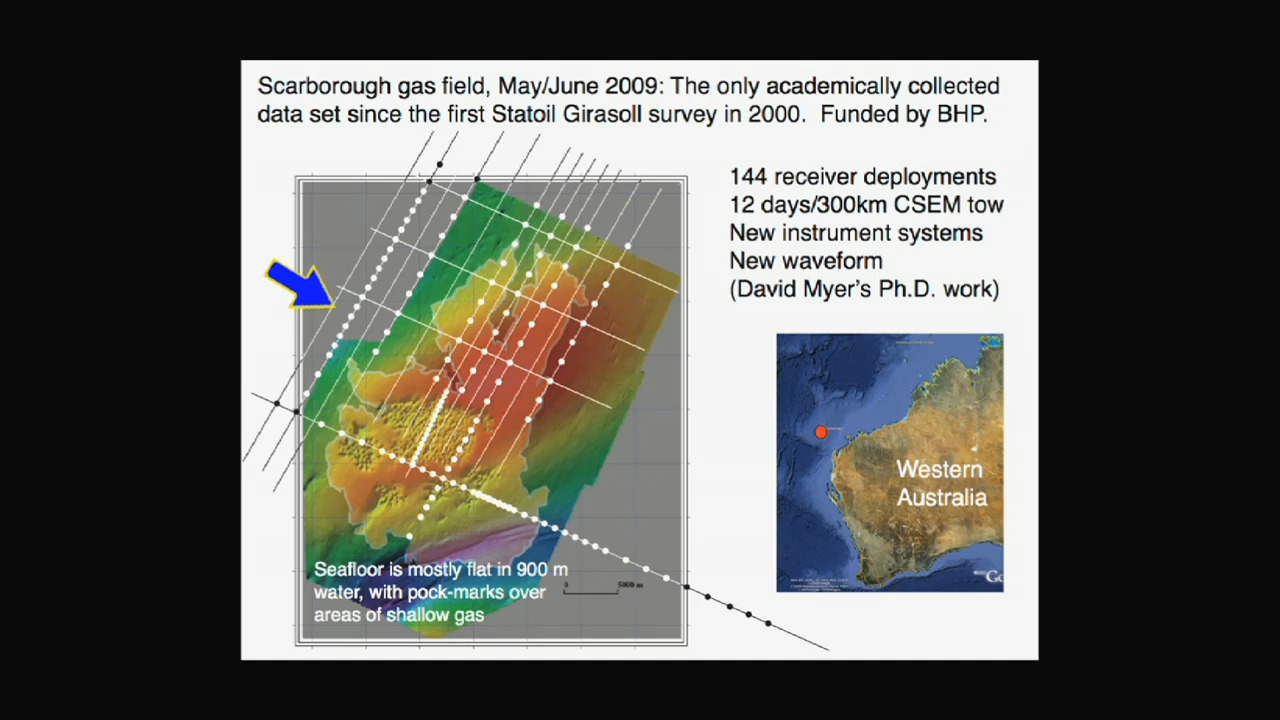 Scarborough gas field, May/June 2009: The only academically collected
data set since the first Statoil Girasoll survey in 2000.  Funded by BHP.
144 receiver deployments
12 days/300km CSEM tow
New instrument systems
New waveform
(David Myer's Ph.D. work)
Western
Australia
Seafloor is mostly flat in 900 m
water, with pock-marks over
areas of shallow gas
0 5000 m